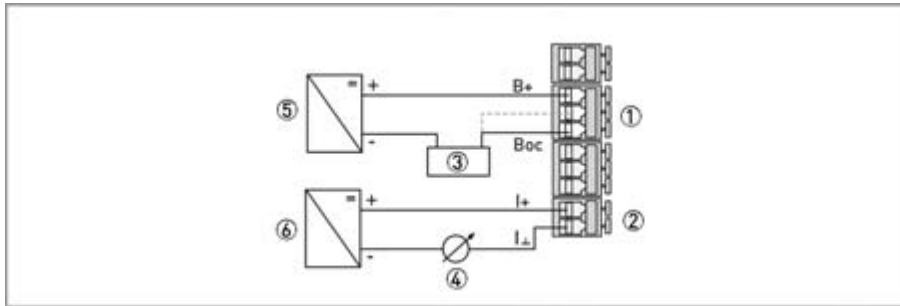 = + B+
⑤ ①
- Boc
③
= + I+
⑥ ②
- I⊥
④